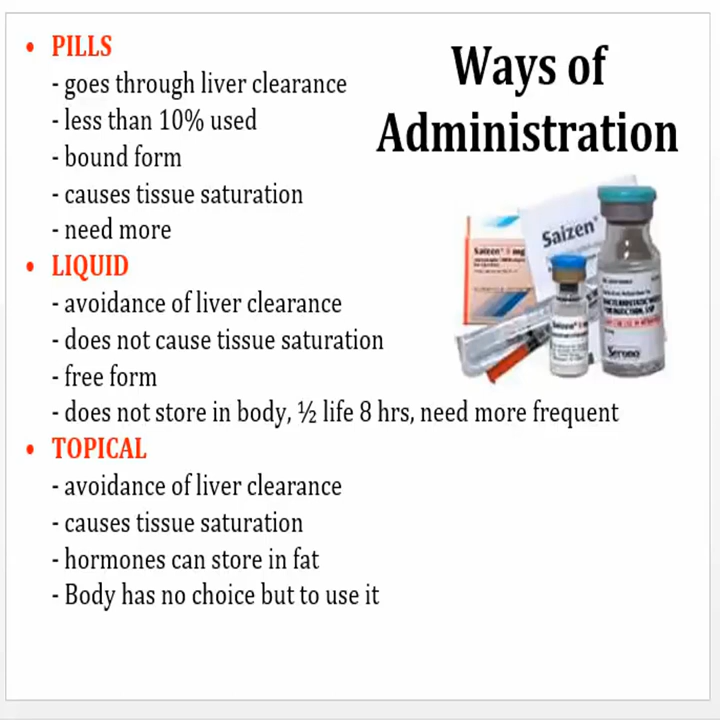 Ways of
Administration
• PILLS
- goes through liver clearance
- less than 10% used
- bound form
- causes tissue saturation
- need more
• LIQUID
- avoidance of liver clearance
- does not cause tissue saturation
- free form
- does not store in body, ½ life 8 hrs, need more frequent
• TOPICAL
- avoidance of liver clearance
- causes tissue saturation
- hormones can store in fat
- Body has no choice but to use it
Saizen
Saizen
mg
Saizen
Serono